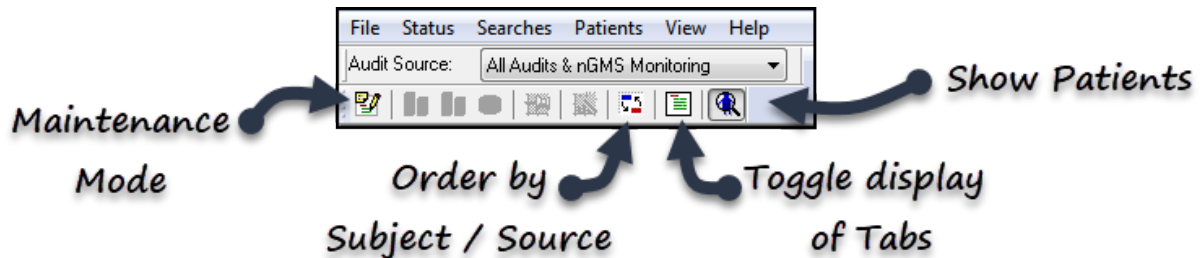 File Status Searches Patients View Help
Audit Source: All Audits & nGMS Monitoring
Show Patients
Maintenance
Mode
Order by
Subject / Source
Toggle display
of Tabs